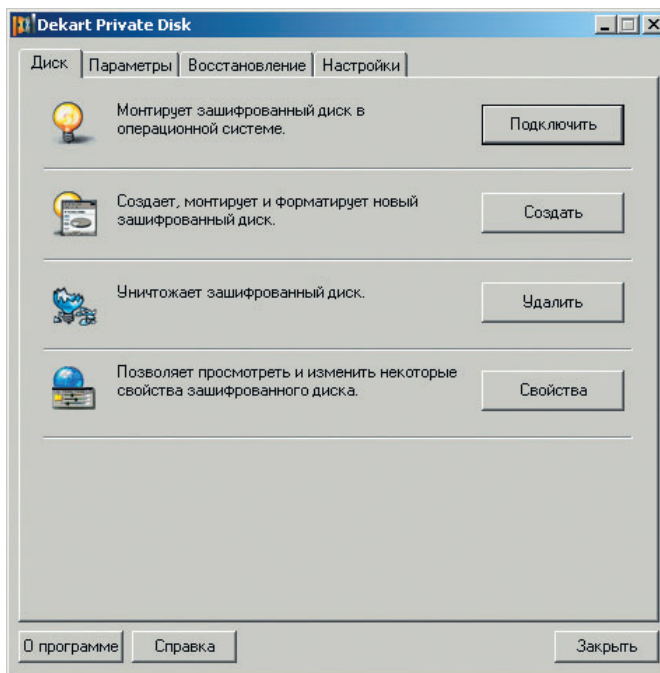 Dekart Private Disk
Диск Параметры Восстановление Настройки
Монтирует зашифрованный диск в
операционной системе.
Подключить
Создает, монтирует и форматирует новый
зашифрованный диск.
Создать
Уничтожает зашифрованный диск.
Удалить
Позволяет просмотреть и изменить некоторые
свойства зашифрованного диска.
Свойства
О программе Справка Закрыть